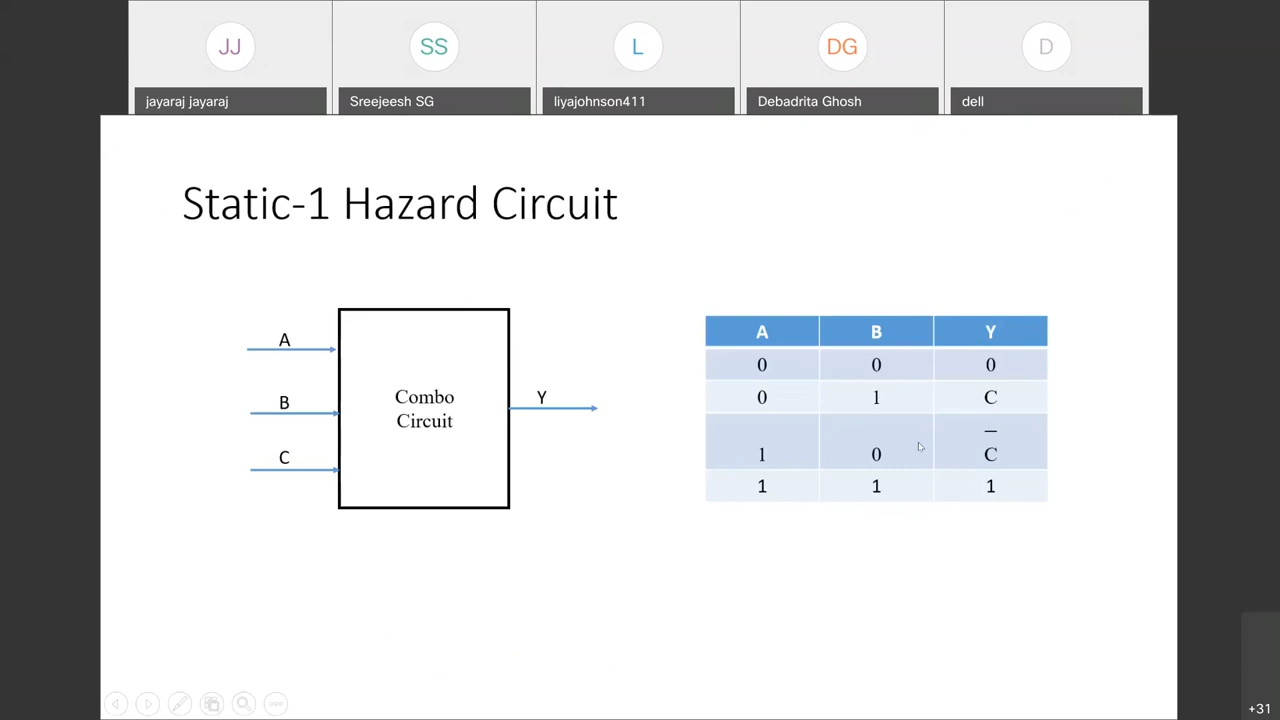 JJ SS L DG D
jayaraj jayaraj Sreejeesh SG liyajohnson411 Debadrita Ghosh dell
Static-1 Hazard Circuit
A
B
C
Combo
Circuit
Y
A B Y
0 0 0
0 1 C
1 0 C̅
1 1 1
+31